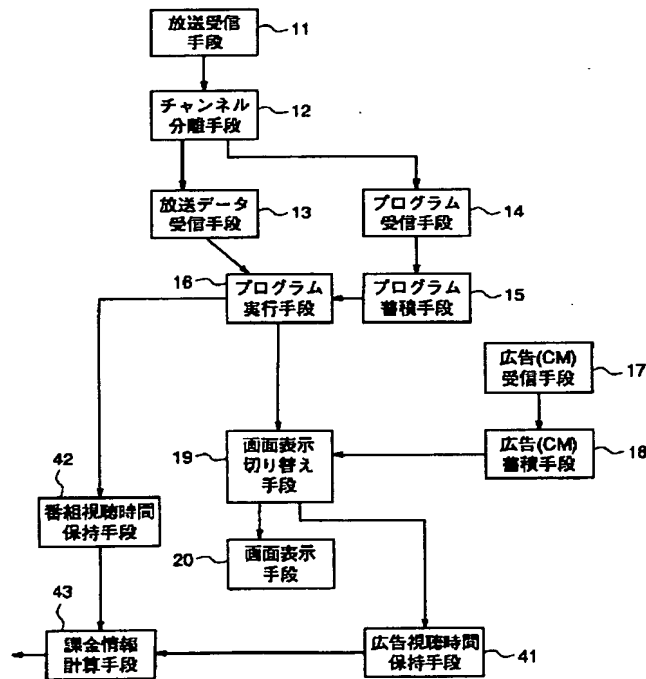 放送受信
手段
11
チャンネル
分離手段
12
放送データ
受信手段
13
プログラム
受信手段
14
16
プログラム
実行手段
プログラム
蓄積手段
15
広告(CM)
受信手段
17
19
画面表示
切り替え
手段
広告(CM)
蓄積手段
18
42
番組視聴時間
保持手段
20
画面表示
手段
43
課金情報
計算手段
広告視聴時間
保持手段
41